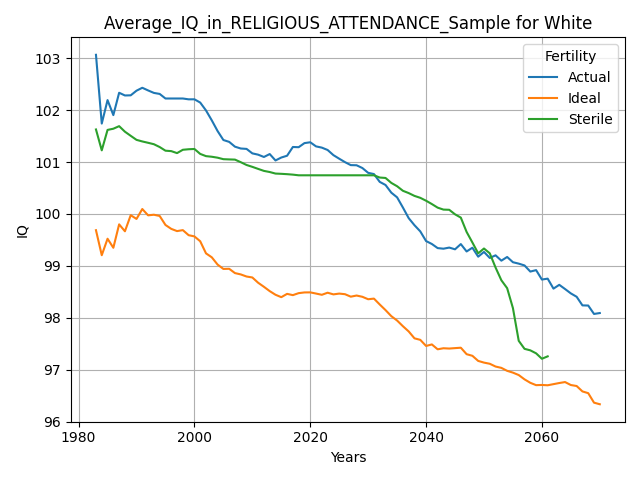 Average_IQ_in_RELIGIOUS_ATTENDANCE_Sample for White
Fertility
Actual
Ideal
Sterile
IQ
103
102
101
100
99
98
97
96
1980
2000
2020
2040
2060
Years